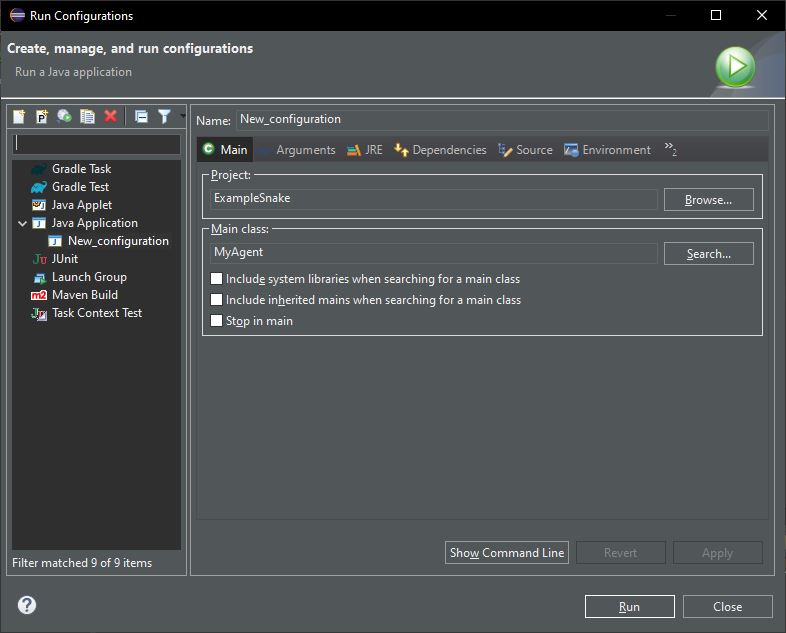 Run Configurations
Create, manage, and run configurations
Run a Java application
Name: New_configuration
Main Arguments JRE Dependencies Source Environment »2
Gradle Task
Gradle Test
Java Applet
Java Application
New_configuration
JUnit
Launch Group
Maven Build
Task Context Test
Filter matched 9 of 9 items
Project:
ExampleSnake Browse...
Main class:
MyAgent Search...
Include system libraries when searching for a main class
Include inherited mains when searching for a main class
Stop in main
Show Command Line Revert Apply
Run Close